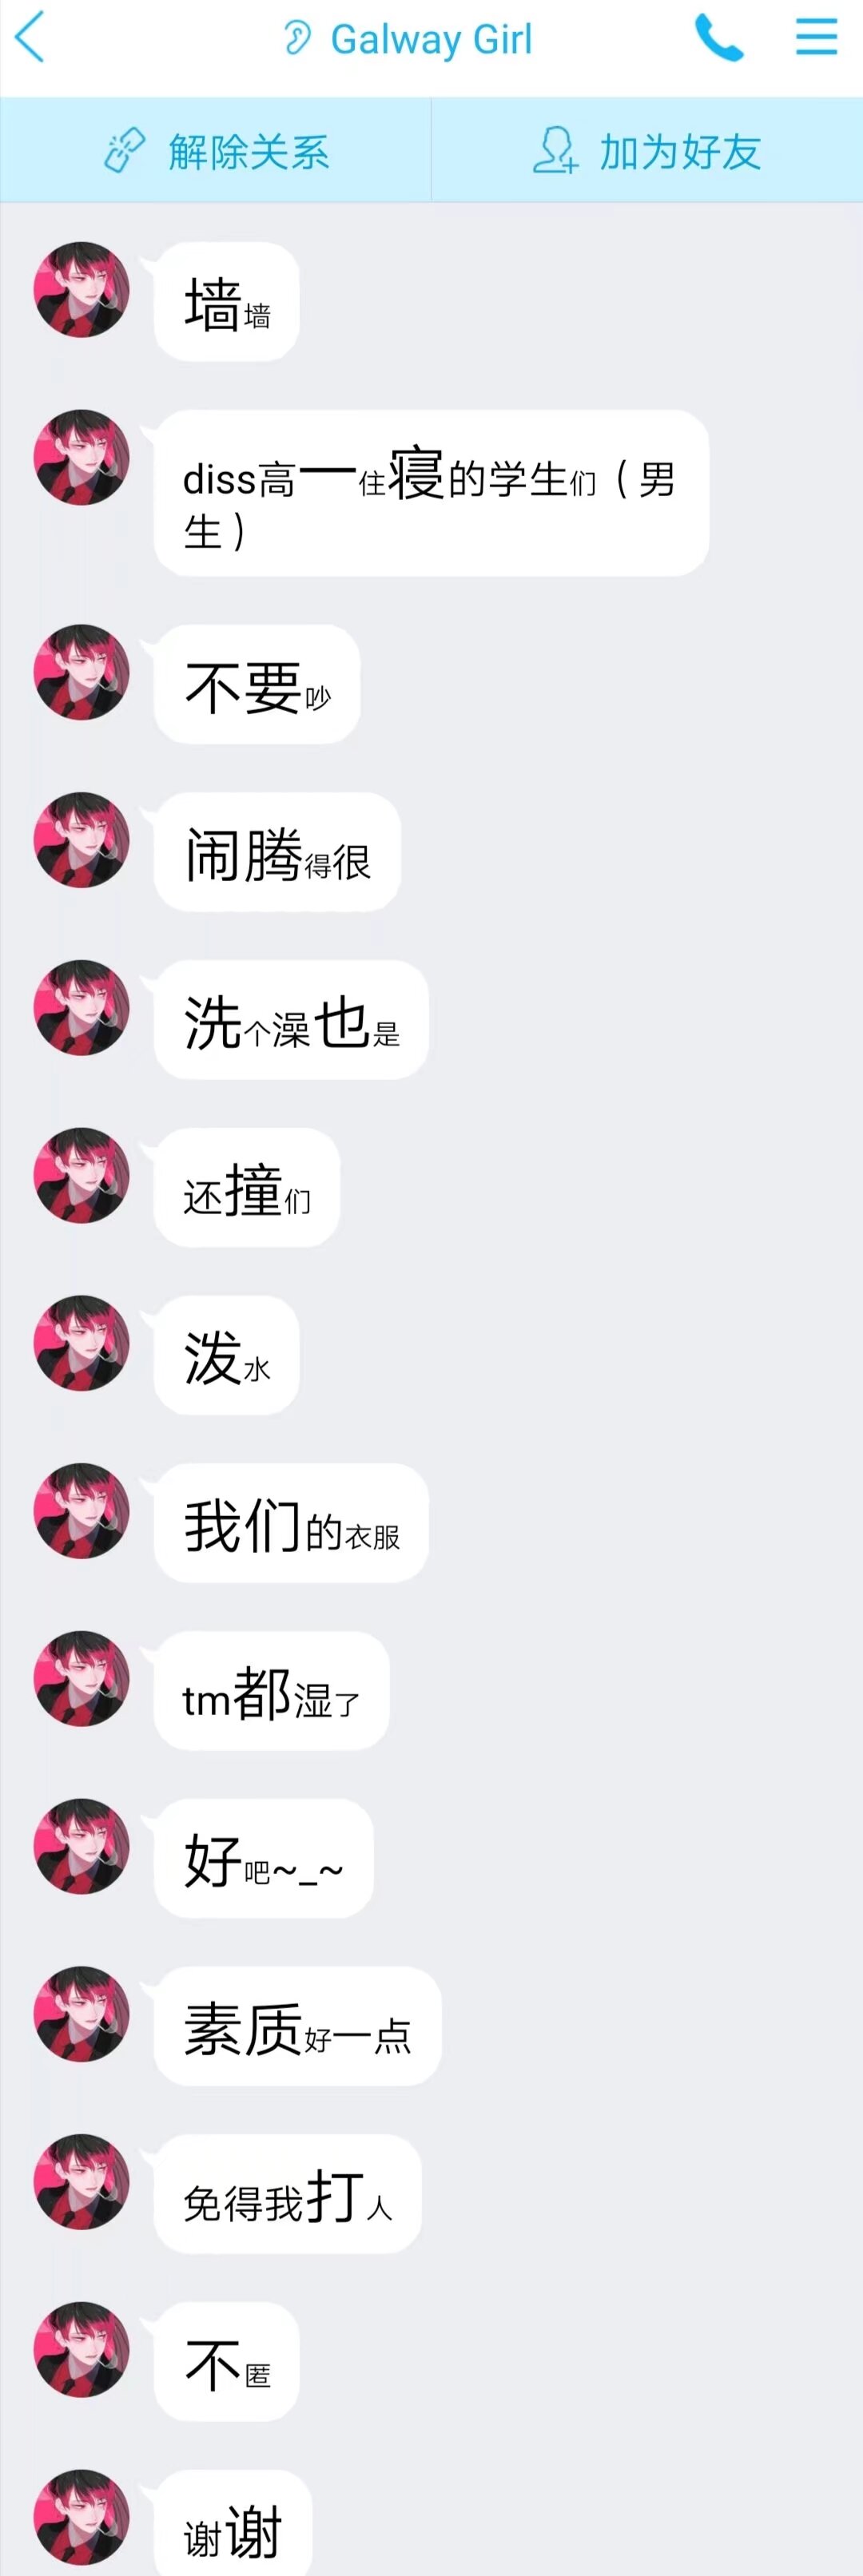 Galway Girl
解除关系
加为好友
墙墙
diss高一住寝的学生们（男
生）
不要吵
闹腾得很
洗个澡也是
还撞们
泼水
我们的衣服
tm都湿了
好吧~_~
素质好一点
免得我打人
不匿
谢谢